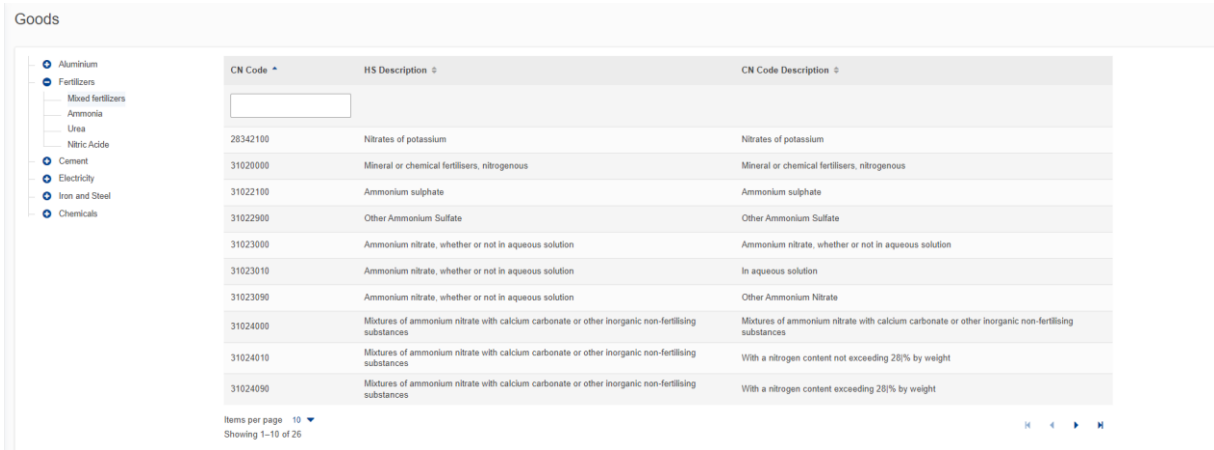 Goods
Aluminium
Fertilizers
Mixed fertilizers
Ammonia
Urea
Nitric Acide
Cement
Electricity
Iron and Steel
Chemicals
CN Code HS Description CN Code Description
28342100 Nitrates of potassium Nitrates of potassium
31020000 Mineral or chemical fertilisers, nitrogenous Mineral or chemical fertilisers, nitrogenous
31022100 Ammonium sulphate Ammonium sulphate
31022900 Other Ammonium Sulfate Other Ammonium Sulfate
31023000 Ammonium nitrate, whether or not in aqueous solution Ammonium nitrate, whether or not in aqueous solution
31023010 Ammonium nitrate, whether or not in aqueous solution In aqueous solution
31023090 Ammonium nitrate, whether or not in aqueous solution Other Ammonium Nitrate
31024000 Mixtures of ammonium nitrate with calcium carbonate or other inorganic non-fertilising substances Mixtures of ammonium nitrate with calcium carbonate or other inorganic non-fertilising substances
31024010 Mixtures of ammonium nitrate with calcium carbonate or other inorganic non-fertilising substances With a nitrogen content not exceeding 28|% by weight
31024090 Mixtures of ammonium nitrate with calcium carbonate or other inorganic non-fertilising substances With a nitrogen content exceeding 28|% by weight
Items per page 10
Showing 1–10 of 26